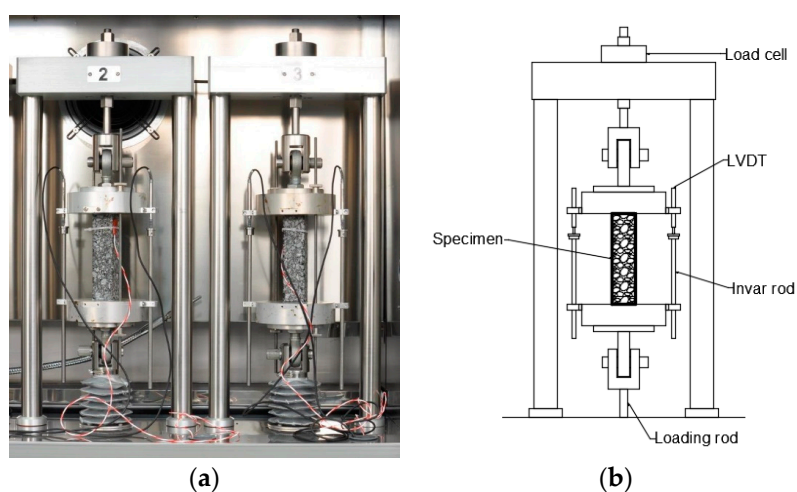 2
3
Load cell
LVDT
Specimen
Invar rod
Loading rod
(a)
(b)